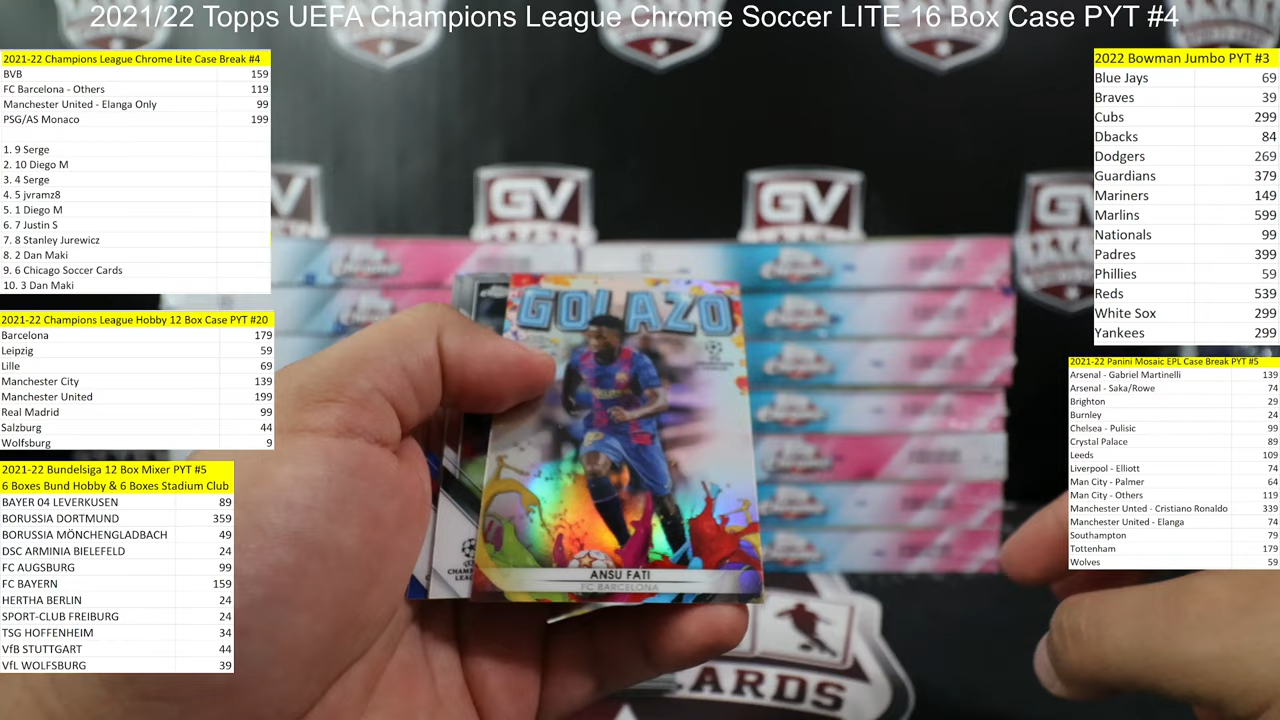 2021/22 Topps UEFA Champions League Chrome Soccer LITE 16 Box Case PYT #4
2021-22 Champions League Chrome Lite Case Break #4
BVB 159
FC Barcelona - Others 119
Manchester United - Elanga Only 99
PSG/AS Monaco 199
1. 9 Serge
2. 10 Diego M
3. 4 Serge
4. 5 jvramz8
5. 1 Diego M
6. 7 Justin S
7. 8 Stanley Jurewicz
8. 2 Dan Maki
9. 6 Chicago Soccer Cards
10. 3 Dan Maki
2021-22 Champions League Hobby 12 Box Case PYT #20
Barcelona 179
Leipzig 59
Lille 69
Manchester City 139
Manchester United 199
Real Madrid 99
Salzburg 44
Wolfsburg 9
2021-22 Bundelsiga 12 Box Mixer PYT #5
6 Boxes Bund Hobby & 6 Boxes Stadium Club
BAYER 04 LEVERKUSEN 89
BORUSSIA DORTMUND 359
BORUSSIA MÖNCHENGLADBACH 49
DSC ARMINIA BIELEFELD 24
FC AUGSBURG 99
FC BAYERN 159
HERTHA BERLIN 24
SPORT-CLUB FREIBURG 24
TSG HOFFENHEIM 34
VfB STUTTGART 44
VfL WOLFSBURG 39
2022 Bowman Jumbo PYT #3
Blue Jays 69
Braves 39
Cubs 299
Dbacks 84
Dodgers 269
Guardians 379
Mariners 149
Marlins 599
Nationals 99
Padres 399
Phillies 59
Reds 539
White Sox 299
Yankees 299
2021-22 Panini Mosaic EPL Case Break PYT #5
Arsenal - Gabriel Martinelli 139
Arsenal - Saka/Rowe 74
Brighton 29
Burnley 24
Chelsea - Pulisic 99
Crystal Palace 89
Leeds 109
Liverpool - Elliott 74
Man City - Palmer 64
Man City - Others 119
Manchester Unted - Cristiano Ronaldo 339
Manchester United - Elanga 74
Southampton 79
Tottenham 179
Wolves 59
GV
GV
GV
GOLAZO
ANSU FATI
FC BARCELONA
ARDS